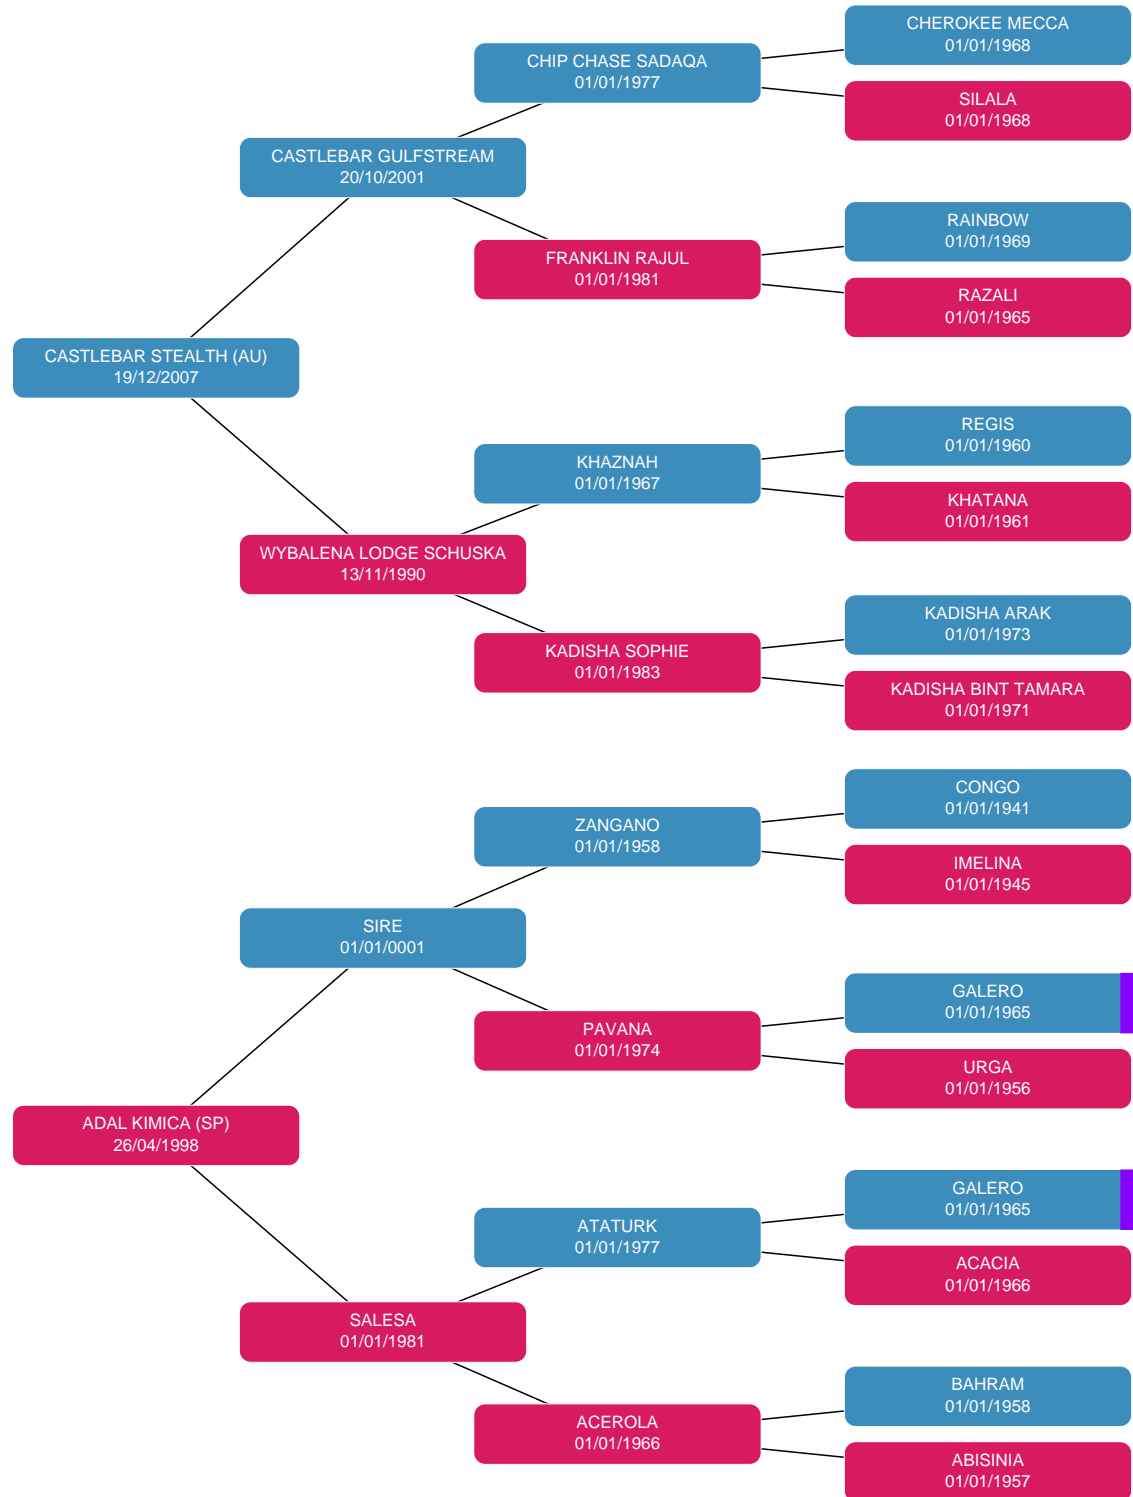 CHEROKEE MECCA
01/01/1968
CHIP CHASE SADAQA
01/01/1977
SILALA
01/01/1968
CASTLEBAR GULFSTREAM
20/10/2001
RAINBOW
01/01/1969
FRANKLIN RAJUL
01/01/1981
RAZALI
01/01/1965
CASTLEBAR STEALTH (AU)
19/12/2007
REGIS
01/01/1960
KHAZNAH
01/01/1967
KHATANA
01/01/1961
WYBALENA LODGE SCHUSKA
13/11/1990
KADISHA ARAK
01/01/1973
KADISHA SOPHIE
01/01/1983
KADISHA BINT TAMARA
01/01/1971
CONGO
01/01/1941
ZANGANO
01/01/1958
IMELINA
01/01/1945
SIRE
01/01/0001
GALERO
01/01/1965
PAVANA
01/01/1974
URGA
01/01/1956
ADAL KIMICA (SP)
26/04/1998
GALERO
01/01/1965
ATATURK
01/01/1977
ACACIA
01/01/1966
SALESA
01/01/1981
BAHRAM
01/01/1958
ACEROLA
01/01/1966
ABISINIA
01/01/1957